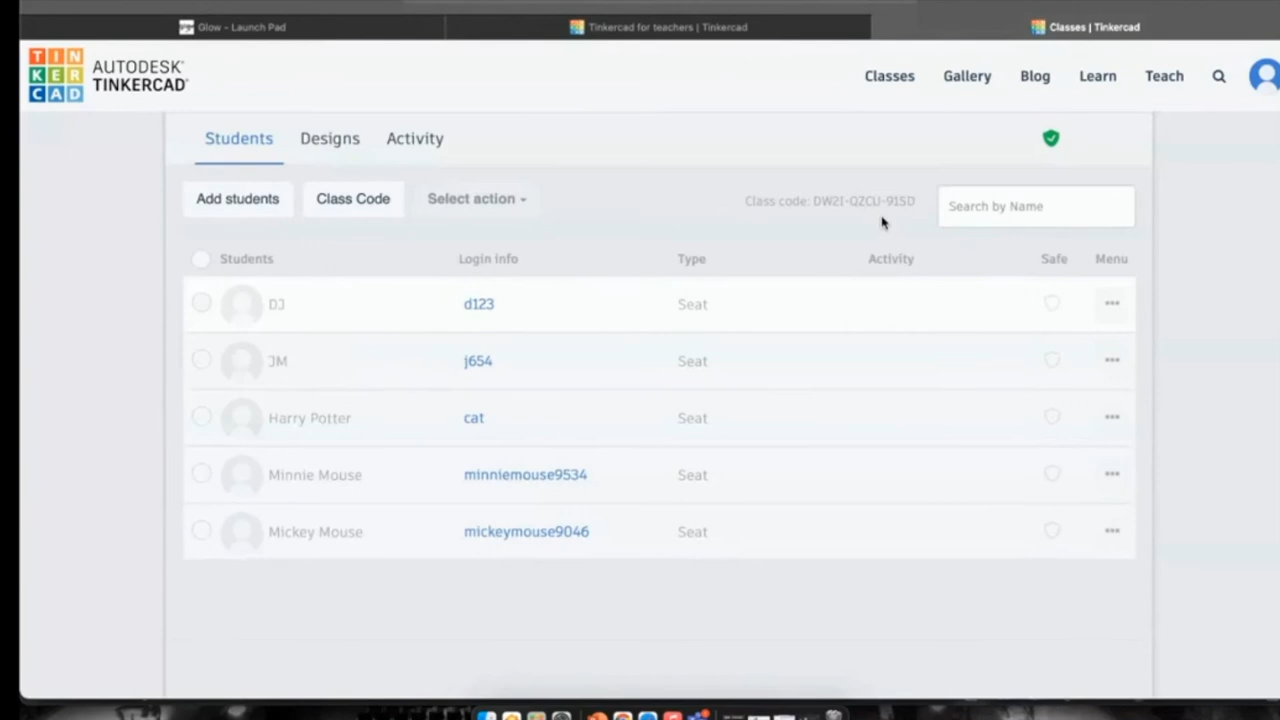 Glow - Launch Pad
Tinkercad for teachers | Tinkercad
Classes | Tinkercad
TIN
KER
CAD
AUTODESK®
TINKERCAD®
Classes Gallery Blog Learn Teach
Students Designs Activity
Add students Class Code Select action Class code: DW2I-QZCU-91SD Search by Name
Students Login info Type Activity Safe Menu
DJ d123 Seat
JM j654 Seat
Harry Potter cat Seat
Minnie Mouse minniemouse9534 Seat
Mickey Mouse mickeymouse9046 Seat